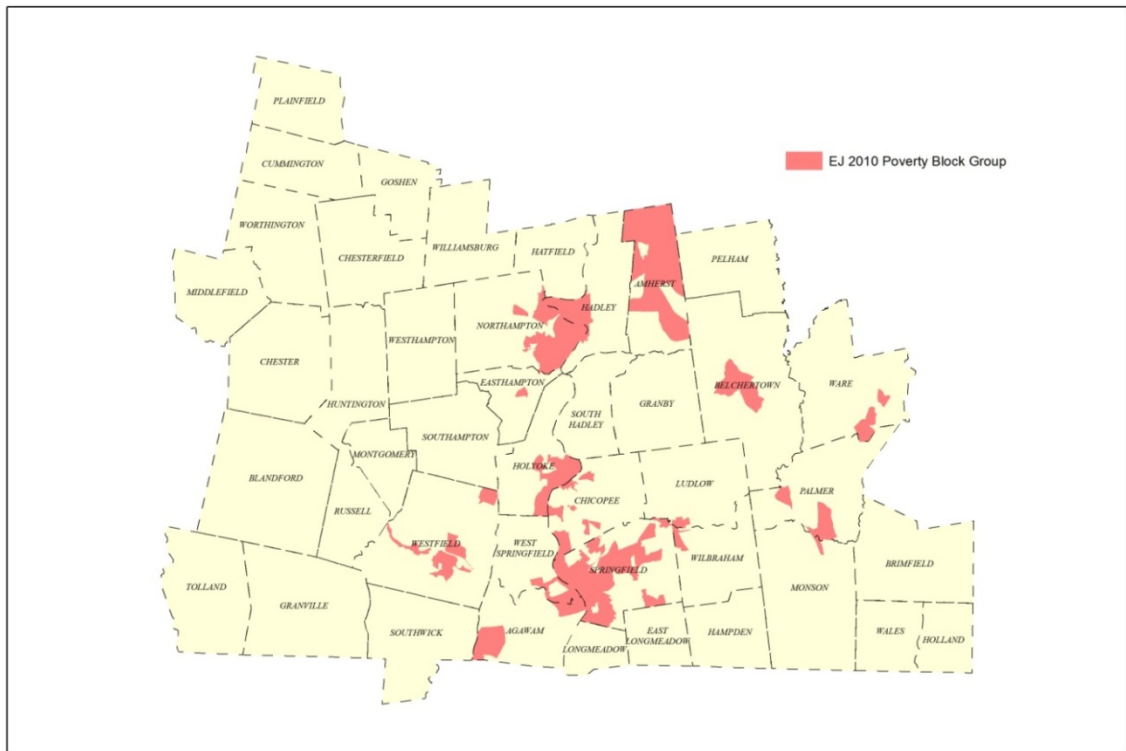 PLAINFIELD
CUMMINGTON
GOSHEN
EJ 2010 Poverty Block Group
WORTHINGTON
CHESTERFIELD
WILLIAMSBURG
HATFIELD
PELHAM
MIDDLEFIELD
AMHERST
HADLEY
NORTHAMPTON
WESTHAMPTON
CHESTER
EASTHAMPTON
BELCHERTOWN
WARE
HUNTINGTON
SOUTH
HADLEY
GRANBY
SOUTHAMPTON
MONTGOMERY
HOLYOKE
BLANDFORD
LUDLOW
CHICOPEE
PALMER
RUSSELL
WESTFIELD
WEST
SPRINGFIELD
SPRINGFIELD
WILBRAHAM
BRIMFIELD
TOLLAND
MONSON
GRANVILLE
SOUTHWICK
AGAWAM
EAST
LONGMEADOW
HAMPDEN
WALES
HOLLAND
LONGMEADOW